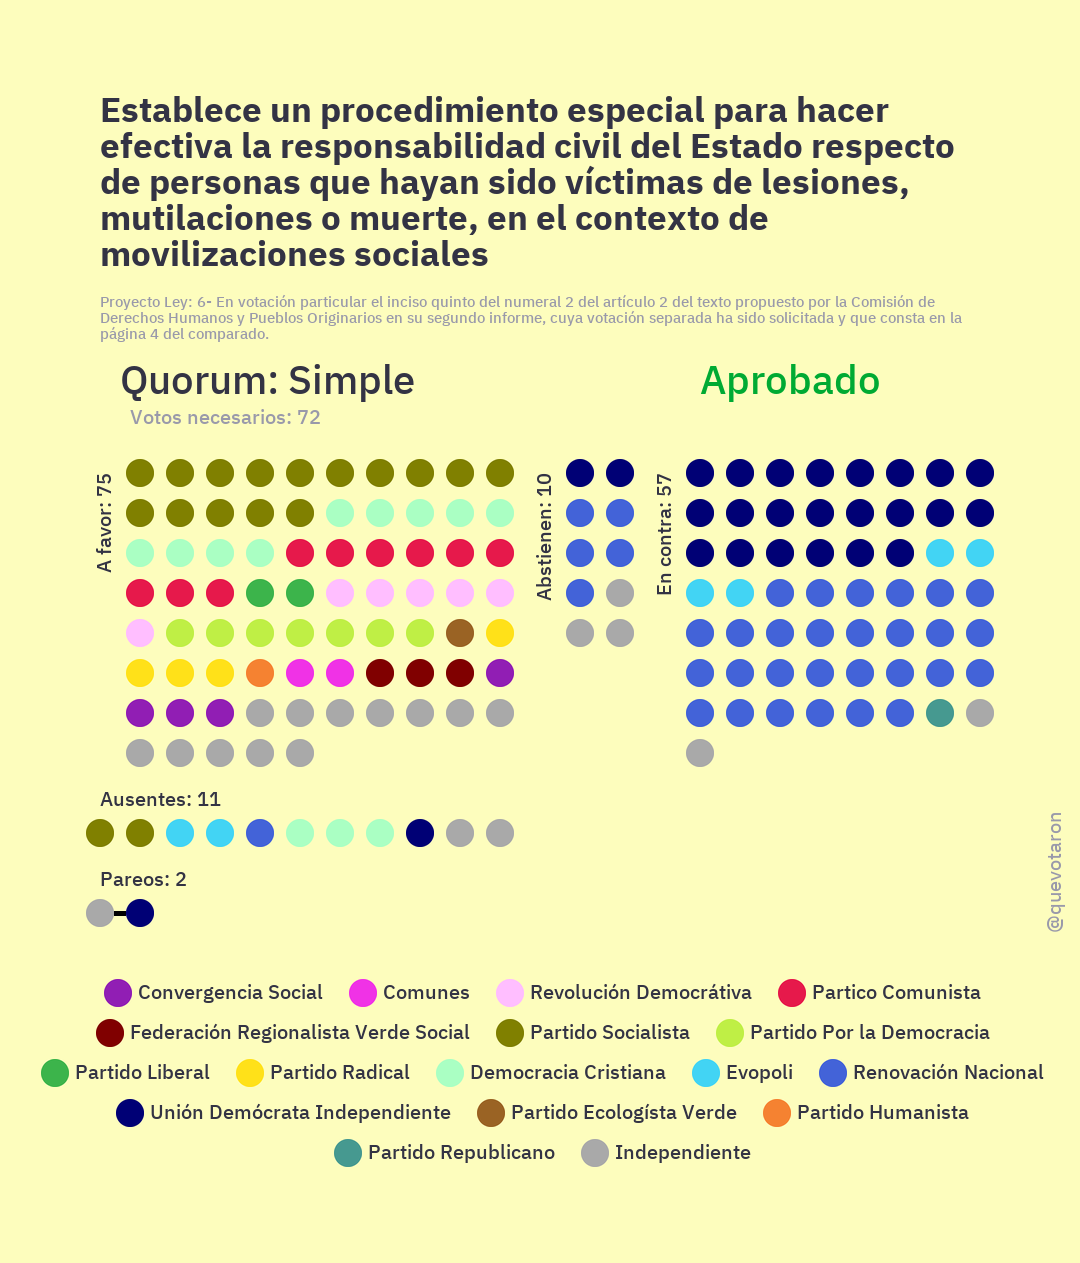 Establece un procedimiento especial para hacer
efectiva la responsabilidad civil del Estado respecto
de personas que hayan sido víctimas de lesiones,
mutilaciones o muerte, en el contexto de
movilizaciones sociales
Proyecto Ley: 6- En votación particular el inciso quinto del numeral 2 del artículo 2 del texto propuesto por la Comisión de
Derechos Humanos y Pueblos Originarios en su segundo informe, cuya votación separada ha sido solicitada y que consta en la
página 4 del comparado.
Quorum: Simple
Aprobado
Votos necesarios: 72
A favor: 75
Abstienen: 10
En contra: 57
Ausentes: 11
Pareos: 2
@quevotaron
Convergencia Social Comunes Revolución Democrátiva Partico Comunista
Federación Regionalista Verde Social Partido Socialista Partido Por la Democracia
Partido Liberal Partido Radical Democracia Cristiana Evopoli Renovación Nacional
Unión Demócrata Independiente Partido Ecologísta Verde Partido Humanista
Partido Republicano Independiente